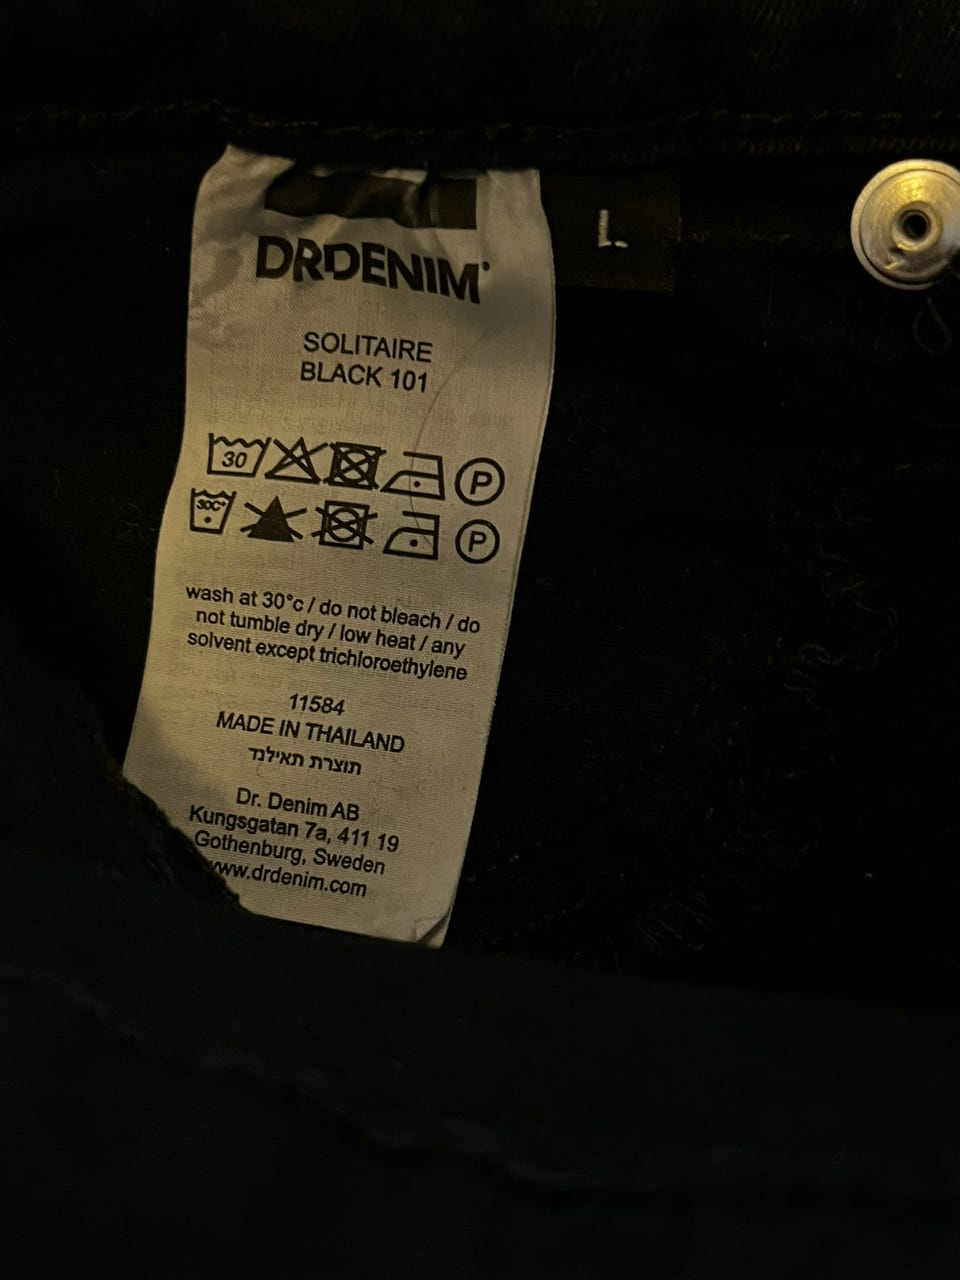 DRDENIM
L
SOLITAIRE
BLACK 101
30 P
30C° P
wash at 30°c / do not bleach / do
not tumble dry / low heat / any
solvent except trichloroethylene
11584
MADE IN THAILAND
תוצרת תאילנד
Dr. Denim AB
Kungsgatan 7a, 411 19
Gothenburg, Sweden
www.drdenim.com